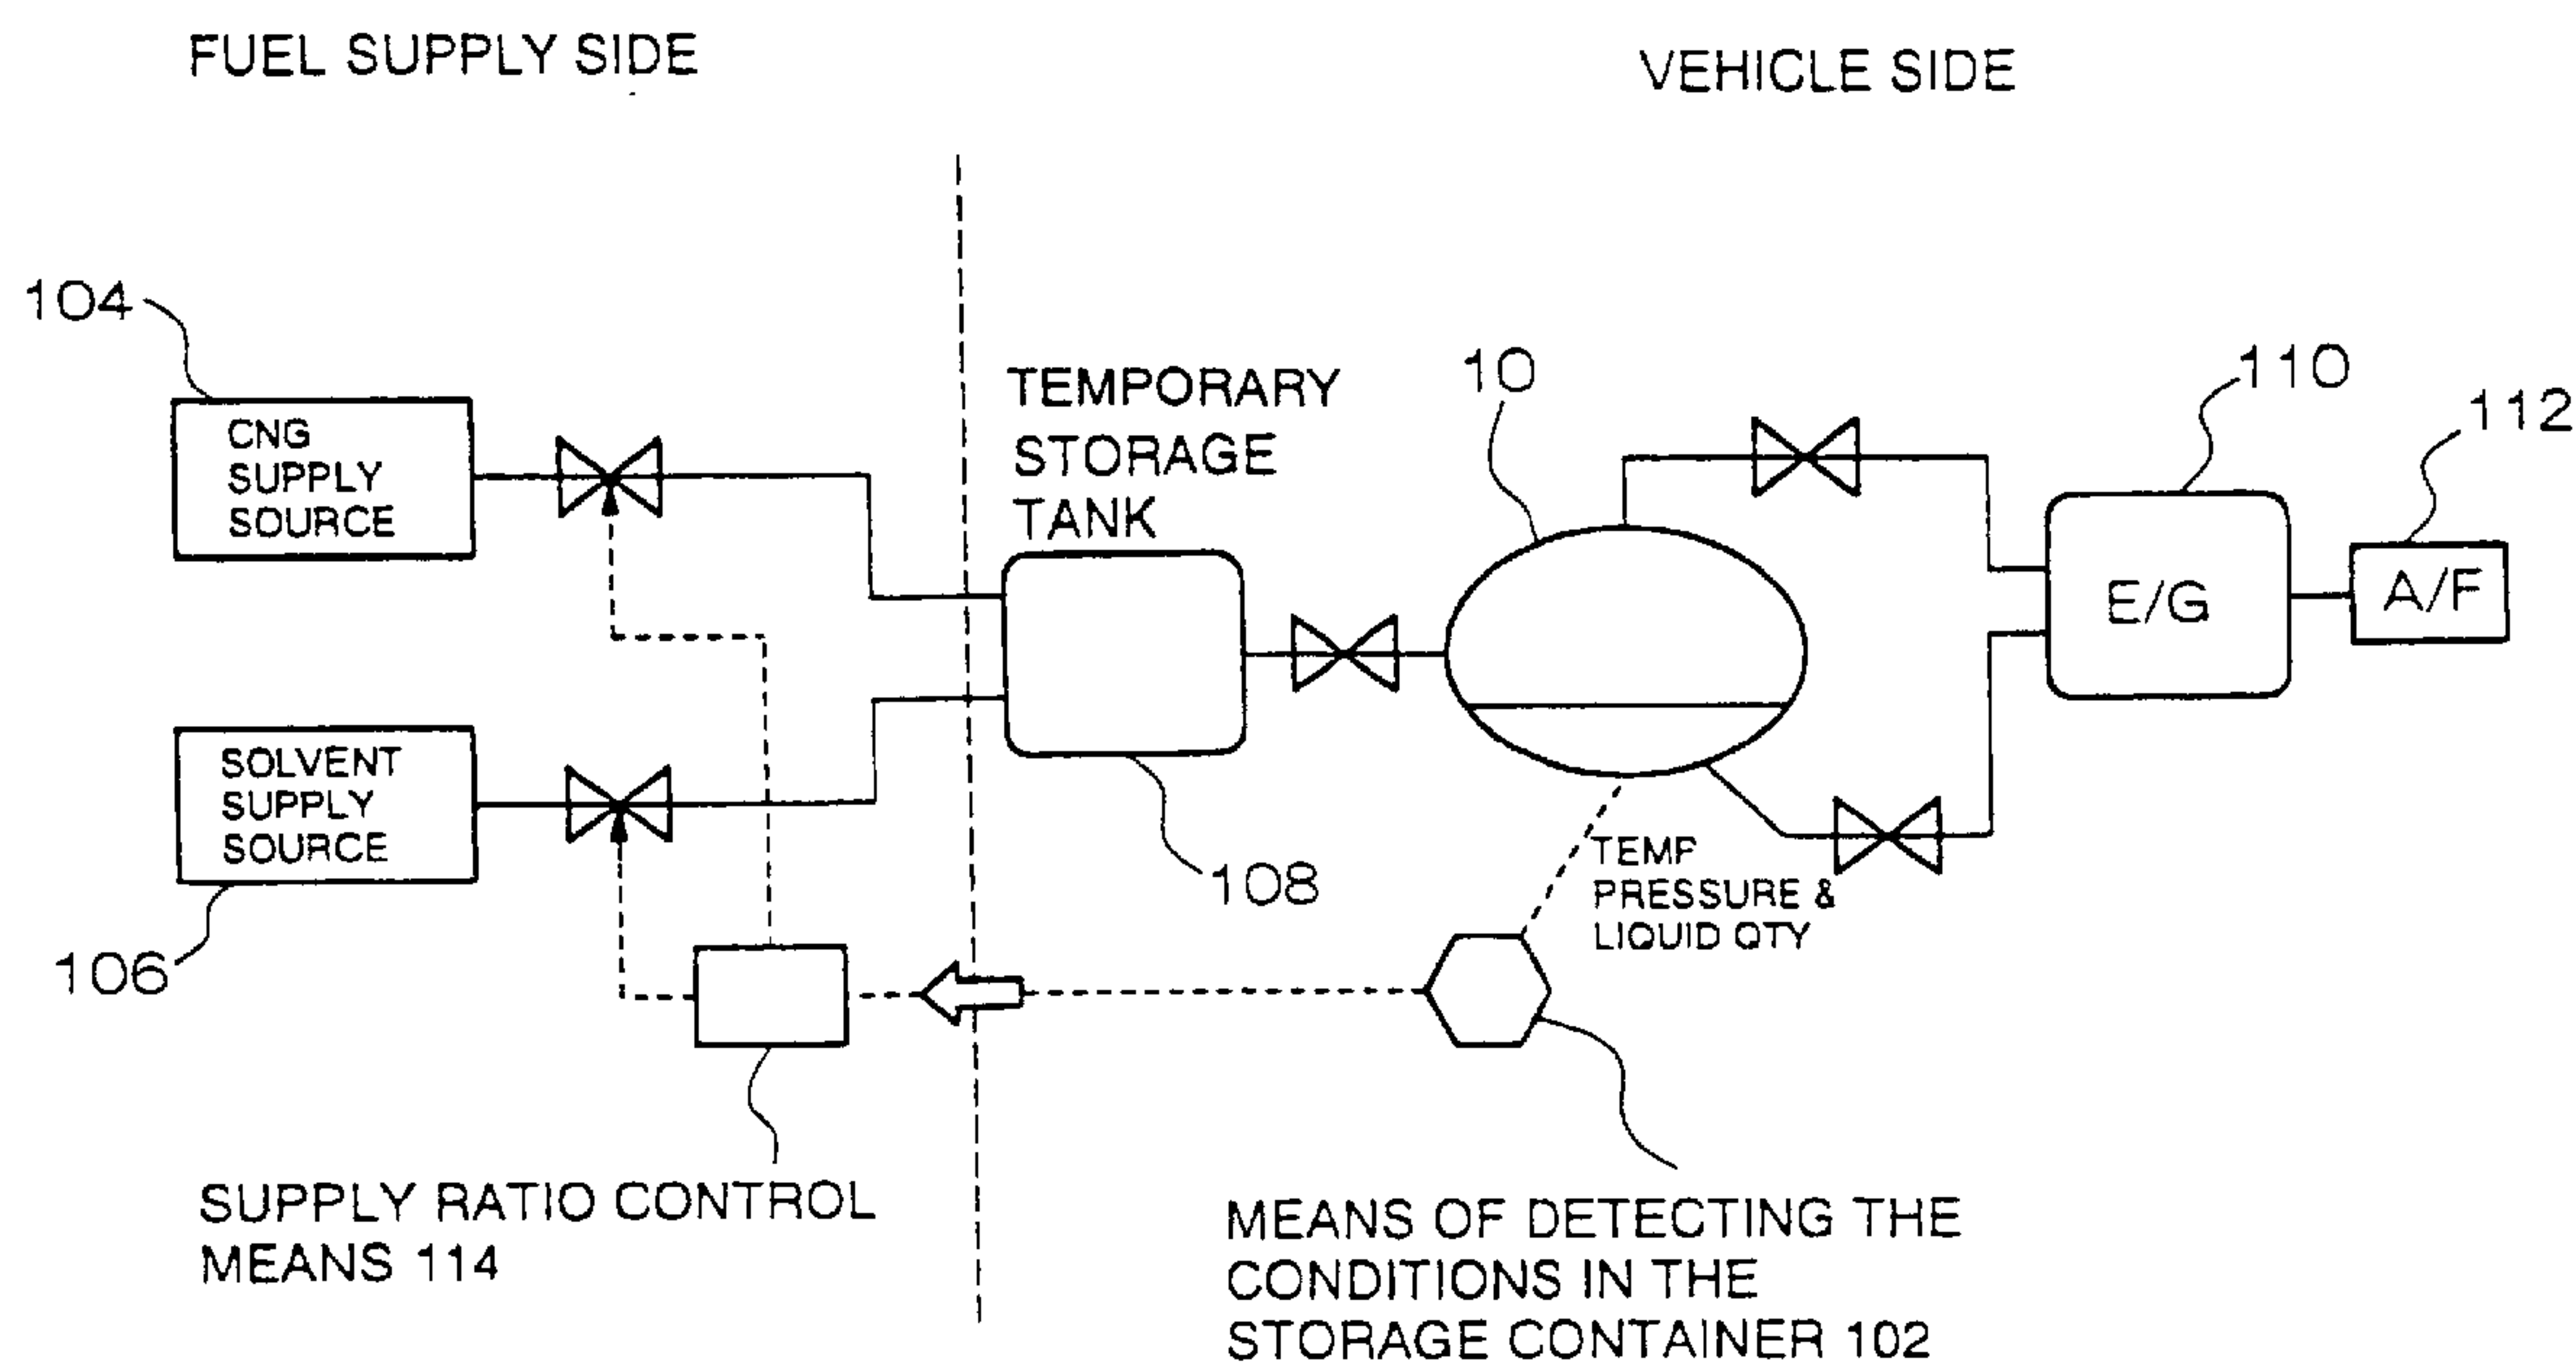 FUEL SUPPLY SIDE
VEHICLE SIDE
104
CNG
SUPPLY
SOURCE
TEMPORARY
STORAGE
TANK
10
110
112
E/G
A/F
SOLVENT
SUPPLY
SOURCE
106
108
TEMP
PRESSURE &
LIQUID QTY
SUPPLY RATIO CONTROL
MEANS 114
MEANS OF DETECTING THE
CONDITIONS IN THE
STORAGE CONTAINER 102